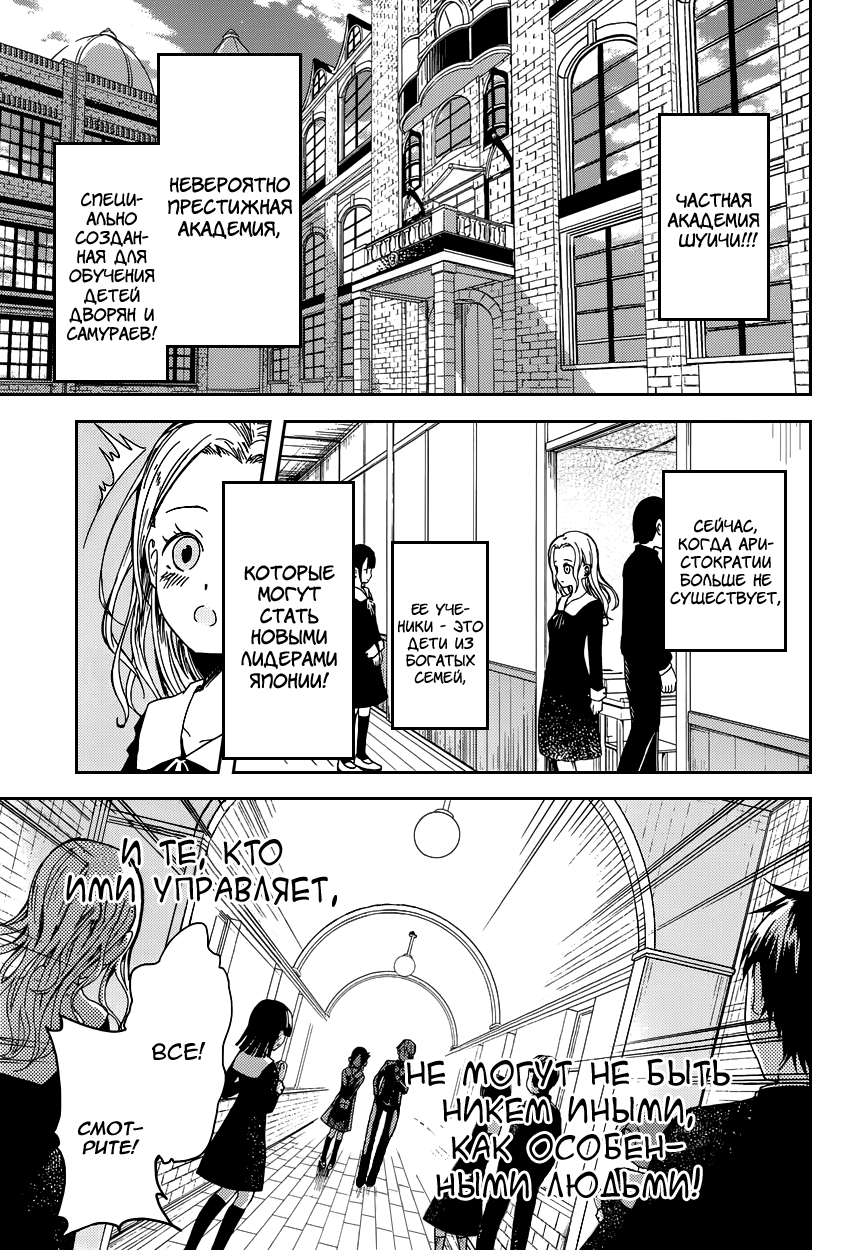 ЧАСТНАЯ
АКАДЕМИЯ
ШУИЧИ!!!
НЕВЕРОЯТНО
ПРЕСТИЖНАЯ
АКАДЕМИЯ,
СПЕЦИ-
АЛЬНО
СОЗДАН-
НАЯ ДЛЯ
ОБУЧЕНИЯ
ДЕТЕЙ
ДВОРЯН И
САМУРАЕВ!
СЕЙЧАС,
КОГДА АРИ-
СТОКРАТИИ
БОЛЬШЕ НЕ
СУЩЕСТВУЕТ,
ЕЕ УЧЕ-
НИКИ - ЭТО
ДЕТИ ИЗ
БОГАТЫХ
СЕМЕЙ,
КОТОРЫЕ
МОГУТ
СТАТЬ
НОВЫМИ
ЛИДЕРАМИ
ЯПОНИИ!
И ТЕ, КТО
ИМИ УПРАВЛЯЕТ,
ВСЕ!
СМОТ-
РИТЕ!
НЕ МОГУТ НЕ БЫТЬ
НИКЕМ ИНЫМИ,
КАК ОСОБЕН-
НЫМИ ЛЮДЬМИ!